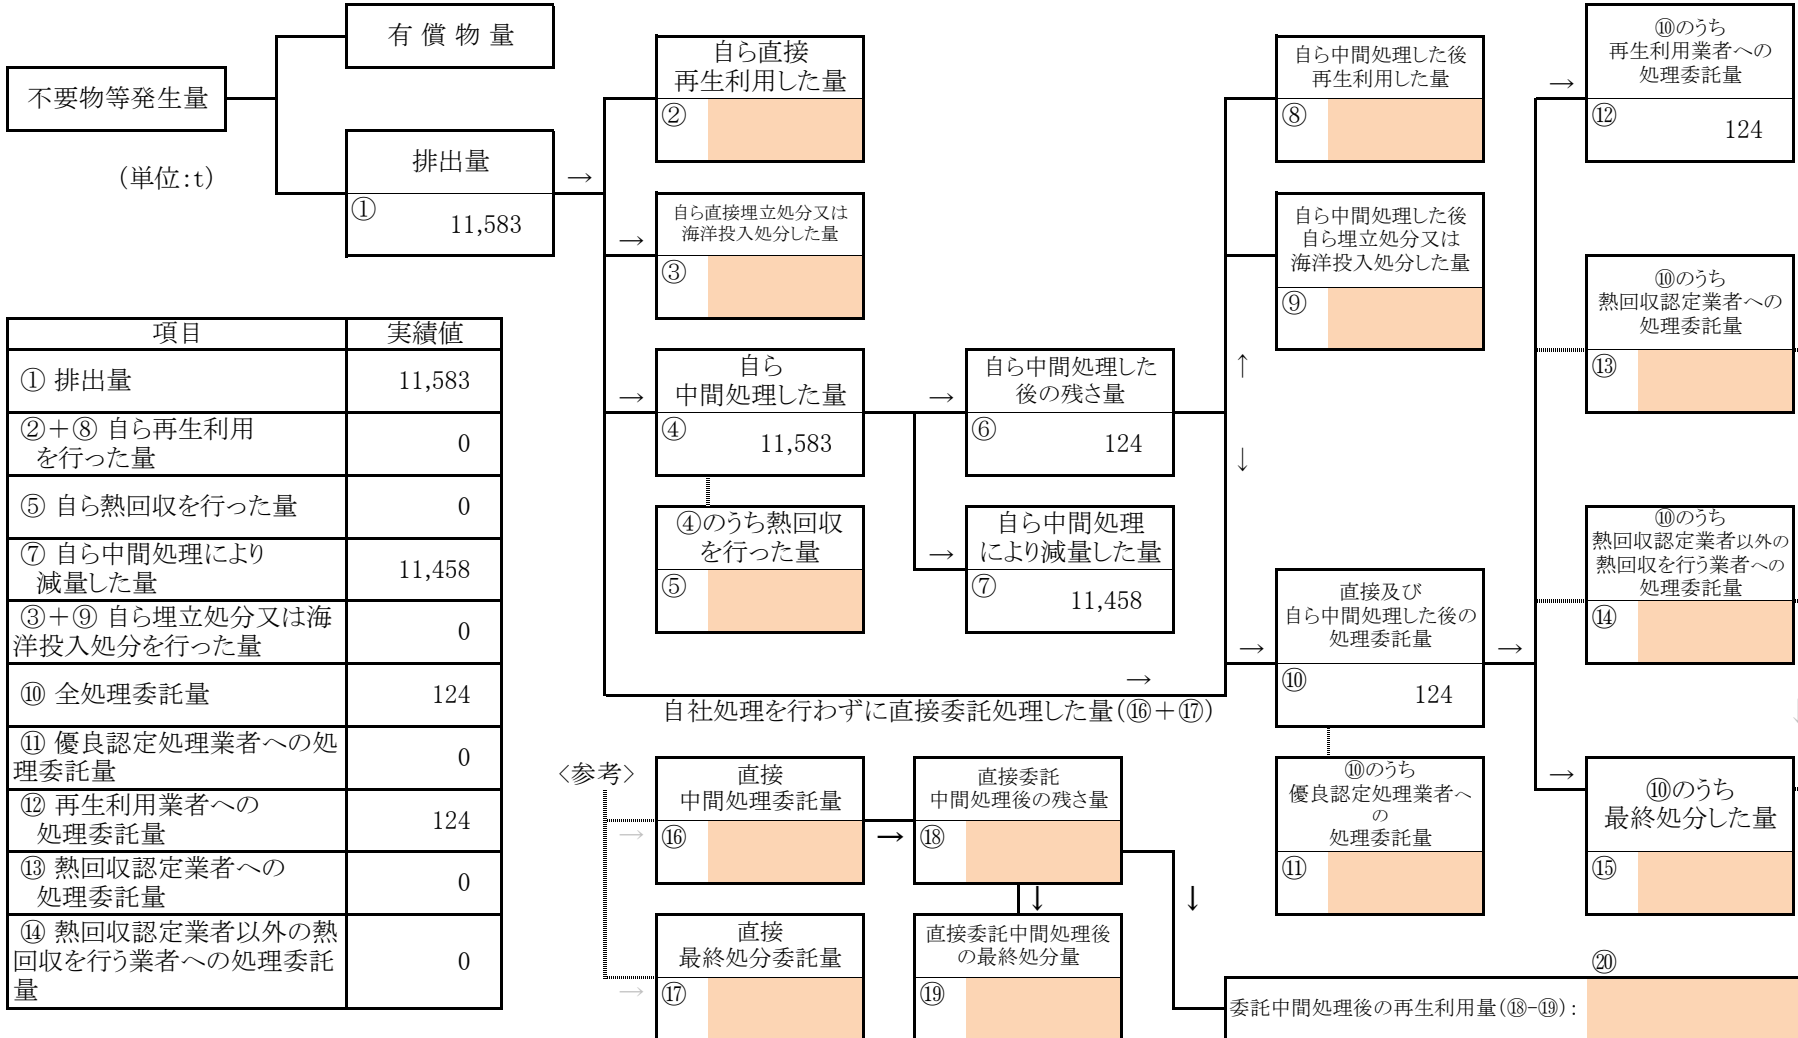 有償物量
不要物等発生量
(単位:t)
排出量
①
11,583
→
自ら直接
再生利用した量
②
→
自ら直接埋立処分又は
海洋投入処分した量
③
→
自ら
中間処理した量
④
11,583
④のうち熱回収
を行った量
⑤
→
自ら中間処理した
後の残さ量
⑥
124
→
自ら中間処理
により減量した量
⑦
11,458
↑
↓
自ら中間処理した後
再生利用した量
⑧
自ら中間処理した後
自ら埋立処分又は
海洋投入処分した量
⑨
→
直接及び
自ら中間処理した後の
処理委託量
⑩
124
→
⑩のうち
優良認定処理業者へ
の
処理委託量
⑪
→
⑩のうち
再生利用業者への
処理委託量
⑫
124
⑩のうち
熱回収認定業者への
処理委託量
⑬
⑩のうち
熱回収認定業者以外の
熱回収を行う業者への
処理委託量
⑭
→
⑩のうち
最終処分した量
⑮
→
自社処理を行わずに直接委託処理した量(⑯+⑰)
項目 実績値
① 排出量 11,583
②+⑧ 自ら再生利用
を行った量 0
⑤ 自ら熱回収を行った量 0
⑦ 自ら中間処理により
減量した量 11,458
③+⑨ 自ら埋立処分又は海
洋投入処分を行った量 0
⑩ 全処理委託量 124
⑪ 優良認定処理業者への処
理委託量 0
⑫ 再生利用業者への
処理委託量 124
⑬ 熱回収認定業者への
処理委託量 0
⑭ 熱回収認定業者以外の熱
回収を行う業者への処理委託
量 0
<参考>
→
直接
中間処理委託量
⑯
→
直接委託
中間処理後の残さ量
⑱
↓
↓
→
直接
最終処分委託量
⑰
直接委託中間処理後
の最終処分量
⑲
⑳
委託中間処理後の再生利用量(⑱-⑲):